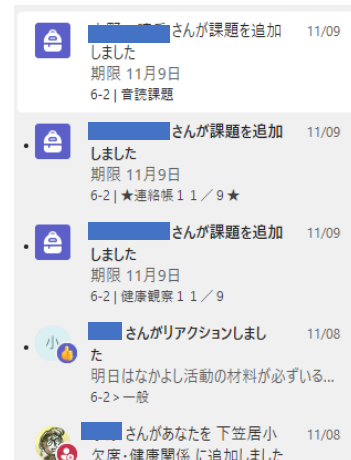 さんが課題を追加 11/09
しました
期限 11月9日
6-2 | 音読課題
さんが課題を追加 11/09
しました
期限 11月9日
6-2 | ★連絡帳１１／９★
さんが課題を追加 11/09
しました
期限 11月9日
6-2 | 健康観察１１／９
小 さんがリアクションしまし 11/08
た
明日はなかよし活動の材料が必ずいる...
6-2 > 一般
さんがあなたを 下笠居小 11/08
欠席・健康関係 に追加しました